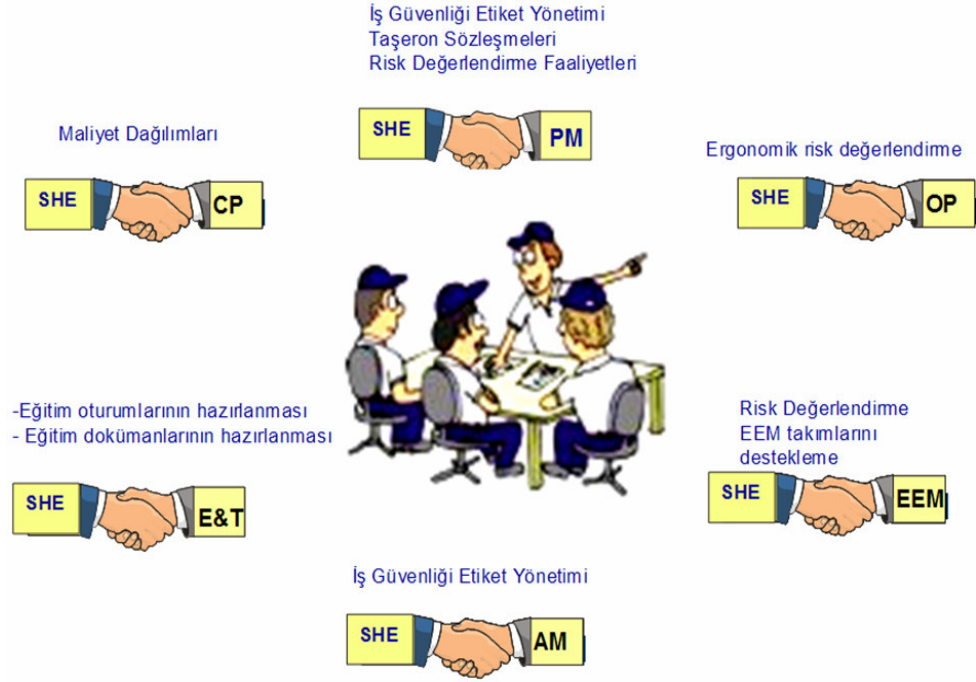 İş Güvenliği Etiket Yönetimi
Taşeron Sözleşmeleri
Risk Değerlendirme Faaliyetleri
SHE PM
Maliyet Dağılımları
SHE CP
Ergonomik risk değerlendirme
SHE OP
-Eğitim oturumlarının hazırlanması
- Eğitim dokümanlarının hazırlanması
SHE E&T
Risk Değerlendirme
EEM takımlarını
destekleme
SHE EEM
İş Güvenliği Etiket Yönetimi
SHE AM